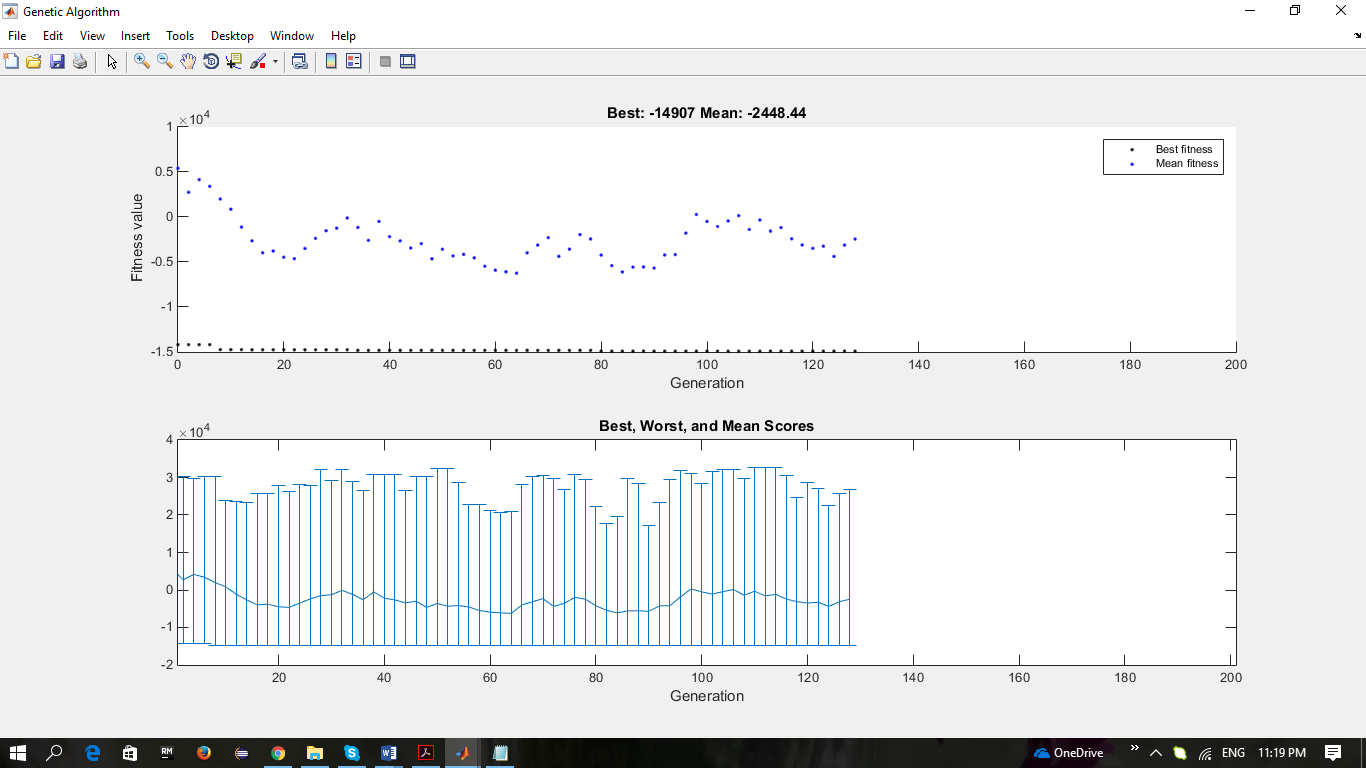 Genetic Algorithm
File Edit View Insert Tools Desktop Window Help
Best: -14907 Mean: -2448.44
×10^4
1
0.5
0
-0.5
-1
-1.5
Fitness value
Best fitness
Mean fitness
0 20 40 60 80 100 120 140 160 180 200
Generation
Best, Worst, and Mean Scores
×10^4
4
3
2
1
0
-1
-2
20 40 60 80 100 120 140 160 180 200
Generation
RM
OneDrive
ENG
11:19 PM